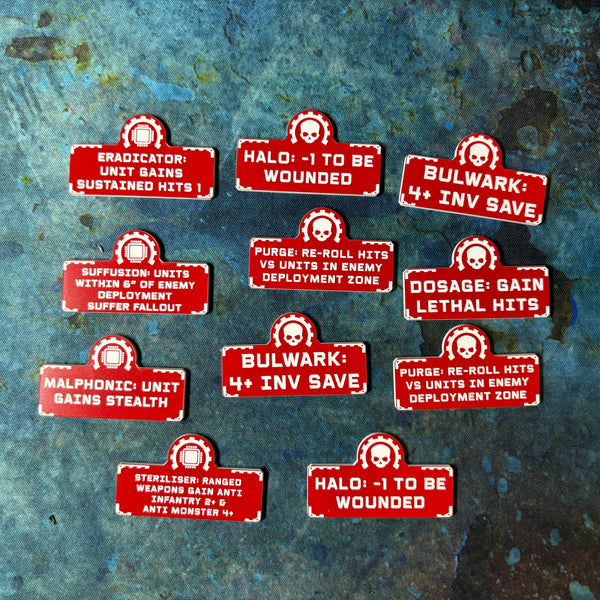 ERADICATOR:
UNIT GAINS
SUSTAINED HITS 1
HALO: -1 TO BE
WOUNDED
BULWARK:
4+ INV SAVE
SUFFUSION: UNITS
WITHIN 6" OF ENEMY
DEPLOYMENT
SUFFER FALLOUT
PURGE: RE-ROLL HITS
VS UNITS IN ENEMY
DEPLOYMENT ZONE
DOSAGE: GAIN
LETHAL HITS
MALPHONIC: UNIT
GAINS STEALTH
BULWARK:
4+ INV SAVE
PURGE: RE-ROLL HITS
VS UNITS IN ENEMY
DEPLOYMENT ZONE
STERILISER: RANGED
WEAPONS GAIN ANTI
INFANTRY 2+ &
ANTI MONSTER 4+
HALO: -1 TO BE
WOUNDED